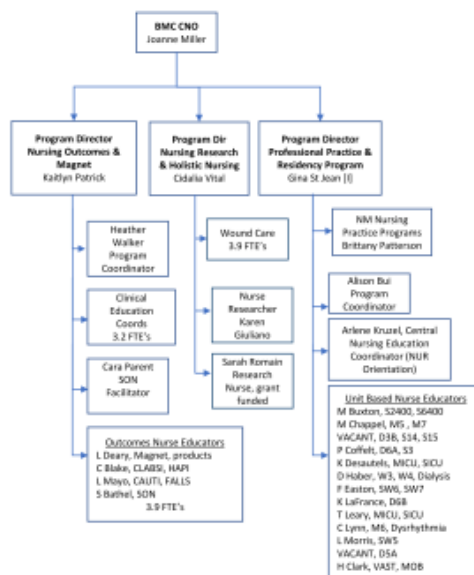 BMC CNO
Joanne Miller
Program Director
Nursing Outcomes &
Magnet
Kaitlyn Patrick
Program Dir
Nursing Research
& Holistic Nursing
Cidalia Vital
Program Director
Professional Practice &
Residency Program
Gina St Jean [I]
Heather
Walker
Program
Coordinator
Clinical
Education
Coords
3.2 FTE's
Cara Parent
SON
Facilitator
Outcomes Nurse Educators
L Deary, Magnet, products
C Blake, CLABSI, HAPI
L Mayo, CAUTI, FALLS
S Bathel, SON
3.9 FTE's
Wound Care
3.9 FTE's
Nurse
Researcher
Karen
Giuliano
Sarah Romain
Research
Nurse, grant
funded
NM Nursing
Practice Programs
Brittany Patterson
Alison Bui
Program
Coordinator
Arlene Kruzel, Central
Nursing Education
Coordinator (NUR
Orientation)
Unit Based Nurse Educators
M Buxton, S2400, S6400
M Chappel, M5 , M7
VACANT, D3B, S14, S15
P Coffelt, D6A, S3
K Desautels, MICU, SICU
D Haber, W3, W4, Dialysis
F Easton, SW6, SW7
K LaFrance, D6B
T Leary, MICU, SICU
C Lynn, M6, Dysrhythmia
L Morris, SW5
VACANT, D5A
H Clark, VAST, MOB